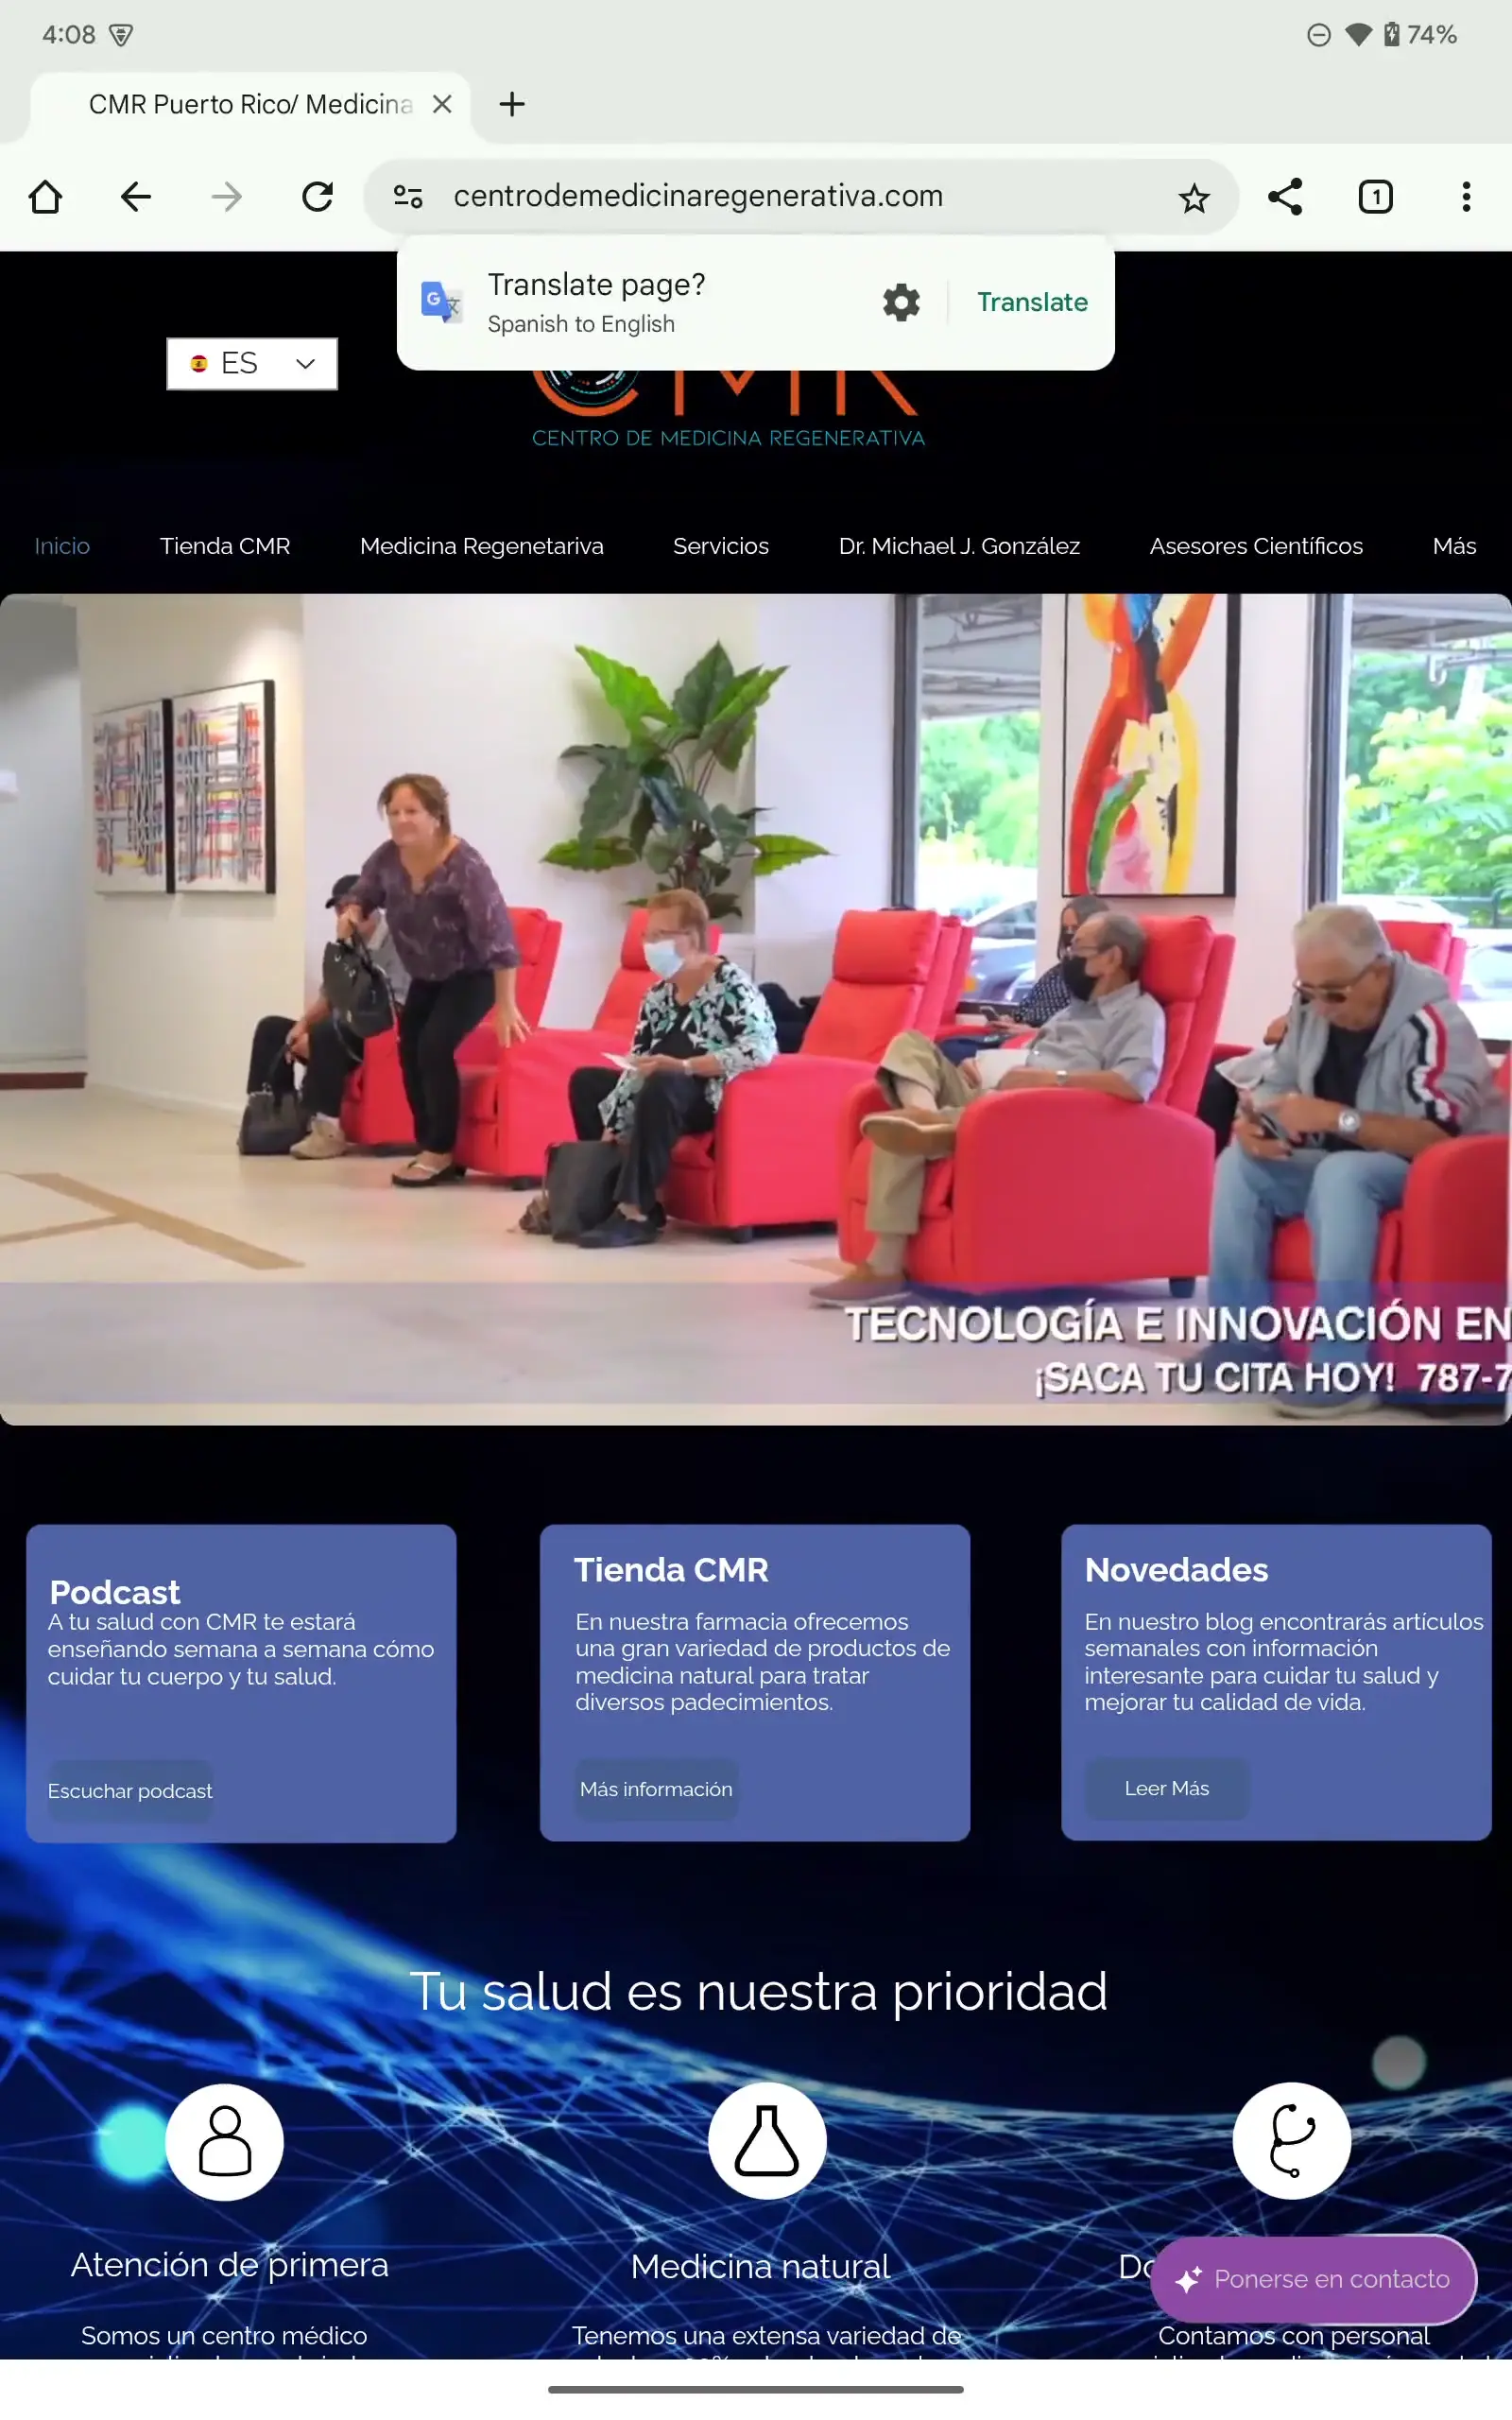 4:08
74%
CMR Puerto Rico/ Medicina
centrodemedicinaregenerativa.com
1
Translate page?
Spanish to English
Translate
ES
CMR
CENTRO DE MEDICINA REGENERATIVA
Inicio
Tienda CMR
Medicina Regenetariva
Servicios
Dr. Michael J. González
Asesores Científicos
Más
TECNOLOGÍA E INNOVACIÓN EN
¡SACA TU CITA HOY! 787-7
Podcast
A tu salud con CMR te estará
enseñando semana a semana cómo
cuidar tu cuerpo y tu salud.
Escuchar podcast
Tienda CMR
En nuestra farmacia ofrecemos
una gran variedad de productos de
medicina natural para tratar
diversos padecimientos.
Más información
Novedades
En nuestro blog encontrarás artículos
semanales con información
interesante para cuidar tu salud y
mejorar tu calidad de vida.
Leer Más
Tu salud es nuestra prioridad
Atención de primera
Somos un centro médico
Medicina natural
Tenemos una extensa variedad de
Do
Ponerse en contacto
Contamos con personal